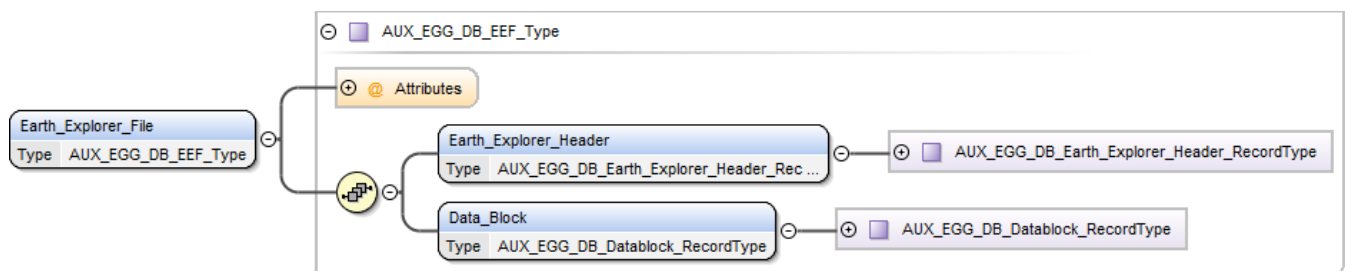 AUX_EGG_DB_EEF_Type
@ Attributes
Earth_Explorer_File
Type AUX_EGG_DB_EEF_Type
Earth_Explorer_Header
Type AUX_EGG_DB_Earth_Explorer_Header_Rec ...
AUX_EGG_DB_Earth_Explorer_Header_RecordType
Data_Block
Type AUX_EGG_DB_Datablock_RecordType
AUX_EGG_DB_Datablock_RecordType